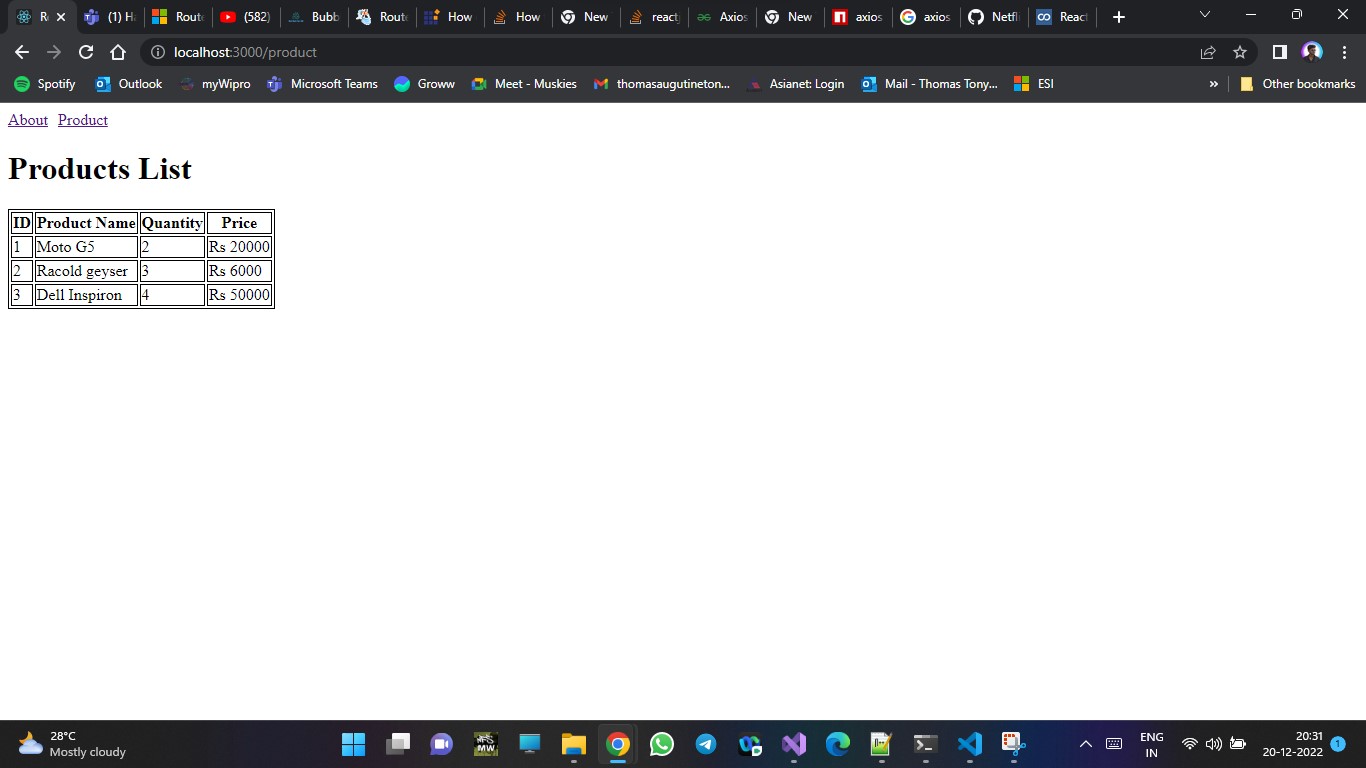 (1) Route (582) Bubb Route How How New react Axios New axios axios Netfli React
localhost:3000/product
Spotify Outlook myWipro Microsoft Teams Groww Meet - Muskies thomasaugutineton... Asianet: Login Mail - Thomas Tony... ESI » Other bookmarks
About Product
Products List
ID Product Name Quantity Price
1 Moto G5 2 Rs 20000
2 Racold geyser 3 Rs 6000
3 Dell Inspiron 4 Rs 50000
28°C
Mostly cloudy
MW
ENG
IN
20:31
20-12-2022
1